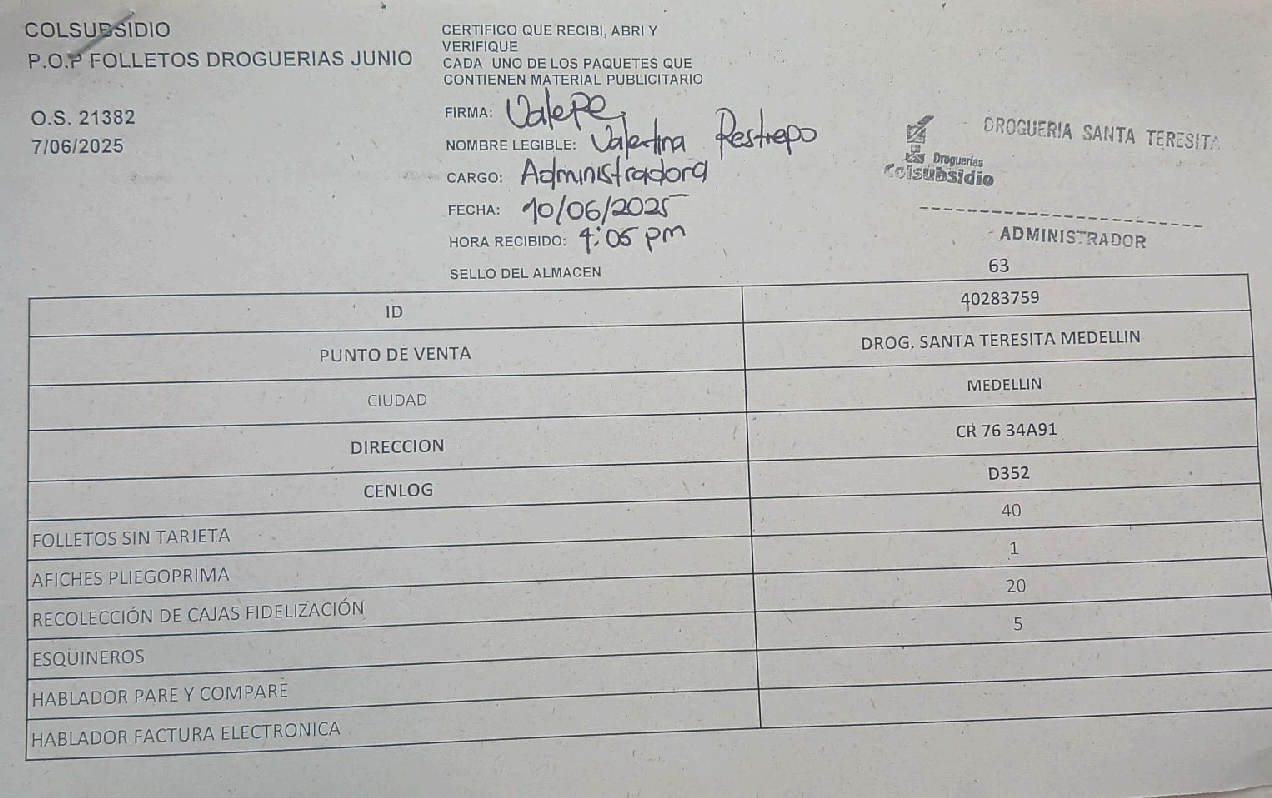 COLSUBSIDIO
P.O.P FOLLETOS DROGUERIAS JUNIO
O.S. 21382
7/06/2025
CERTIFICO QUE RECIBI, ABRI Y
VERIFIQUE
CADA UNO DE LOS PAQUETES QUE
CONTIENEN MATERIAL PUBLICITARIO
FIRMA:
NOMBRE LEGIBLE: Valentina Restrepo
CARGO: Administradora
FECHA: 10/06/2025
HORA RECIBIDO: 4:05 pm
SELLO DEL ALMACEN
DROGUERIA SANTA TERESITA
Droguerias
Colsubsidio
ADMINISTRADOR
63
ID 40283759
PUNTO DE VENTA DROG. SANTA TERESITA MEDELLIN
CIUDAD MEDELLIN
DIRECCION CR 76 34A91
CENLOG D352
FOLLETOS SIN TARJETA 40
AFICHES PLIEGOPRIMA 1
RECOLECCIÓN DE CAJAS FIDELIZACIÓN 20
ESQUINEROS 5
HABLADOR PARE Y COMPARE
HABLADOR FACTURA ELECTRONICA